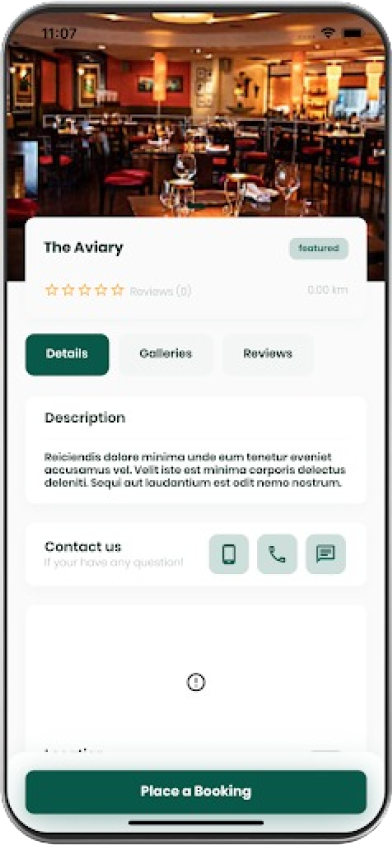 11:07
The Aviary
featured
Reviews (0)
0.00 km
Details
Galleries
Reviews
Description
Reiciendis dolore minima unde eum tenetur eveniet
accusamus vel. Velit iste est minima corporis delectus
deleniti. Sequi aut laudantium est odit nemo nostrum.
Contact us
If your have any question!
Place a Booking